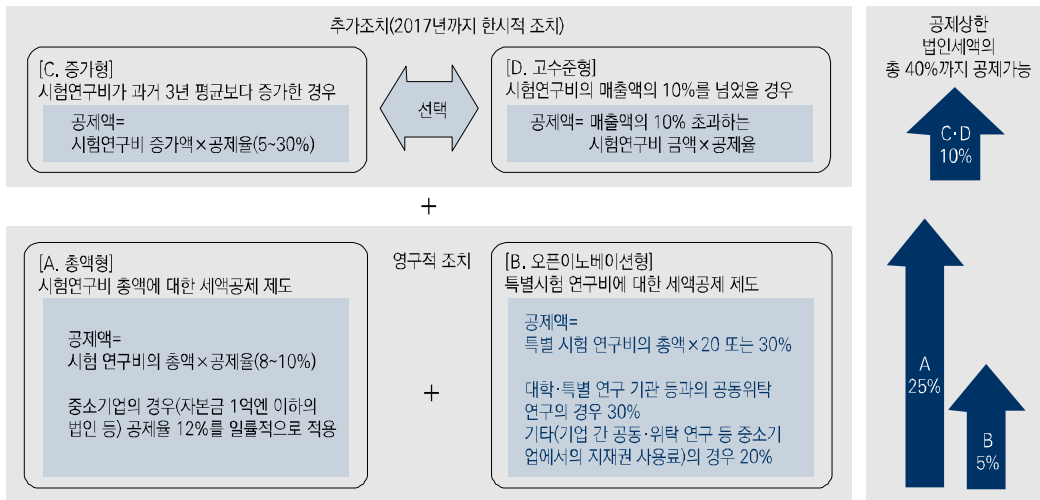 추가조치(2017년까지 한시적 조치)
[C. 증가형]
시험연구비가 과거 3년 평균보다 증가한 경우
공제액=
시험연구비 증가액×공제율(5~30%)
선택
[D. 고수준형]
시험연구비의 매출액의 10%를 넘었을 경우
공제액= 매출액의 10% 초과하는
시험연구비 금액×공제율
+
[A. 총액형]
시험연구비 총액에 대한 세액공제 제도
공제액=
시험 연구비의 총액×공제율(8~10%)
중소기업의 경우(자본금 1억엔 이하의
법인 등) 공제율 12%를 일률적으로 적용
영구적 조치
+
[B. 오픈이노베이션형]
특별시험 연구비에 대한 세액공제 제도
공제액=
특별 시험 연구비의 총액×20 또는 30%
대학·특별 연구 기관 등과의 공동위탁
연구의 경우 30%
기타(기업 간 공동·위탁 연구 등 중소기
업에서의 지재권 사용료)의 경우 20%
공제상한
법인세액의
총 40%까지 공제가능
C·D
10%
A
25%
B
5%